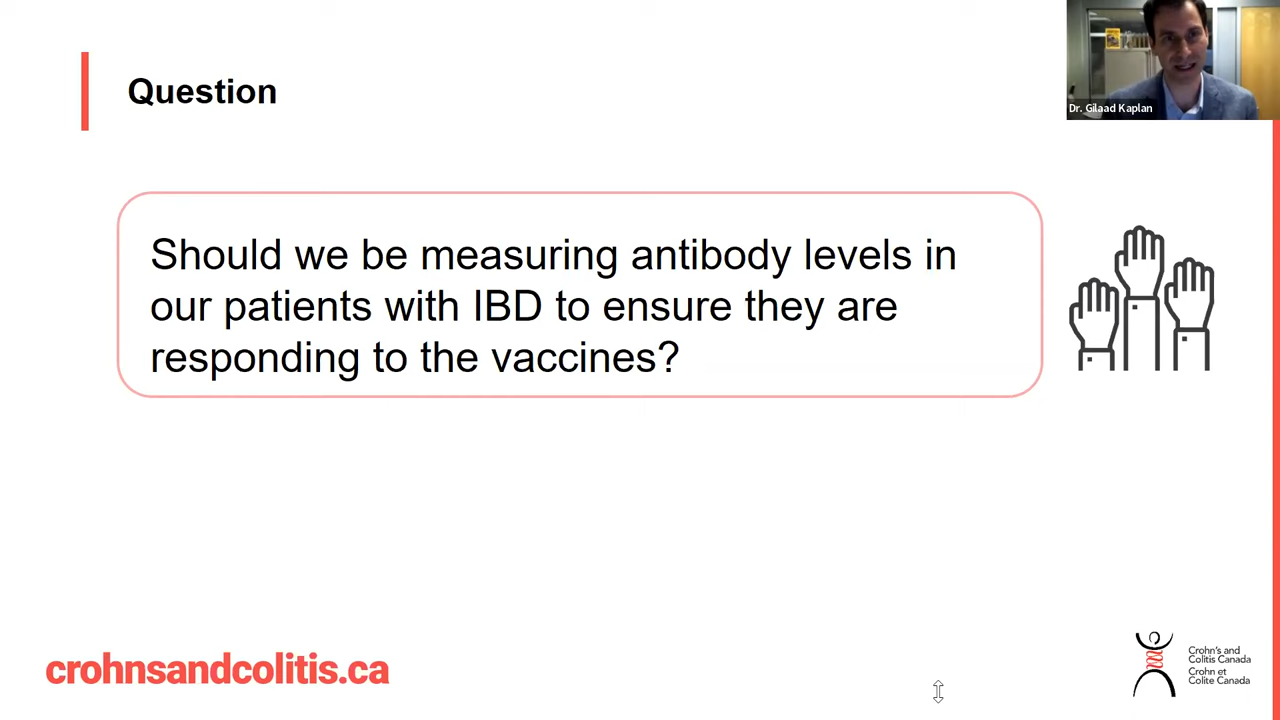 Question
Dr. Gilaad Kaplan
Should we be measuring antibody levels in
our patients with IBD to ensure they are
responding to the vaccines?
crohnsandcolitis.ca
Crohn's and
Colitis Canada
Crohn et
Colite Canada